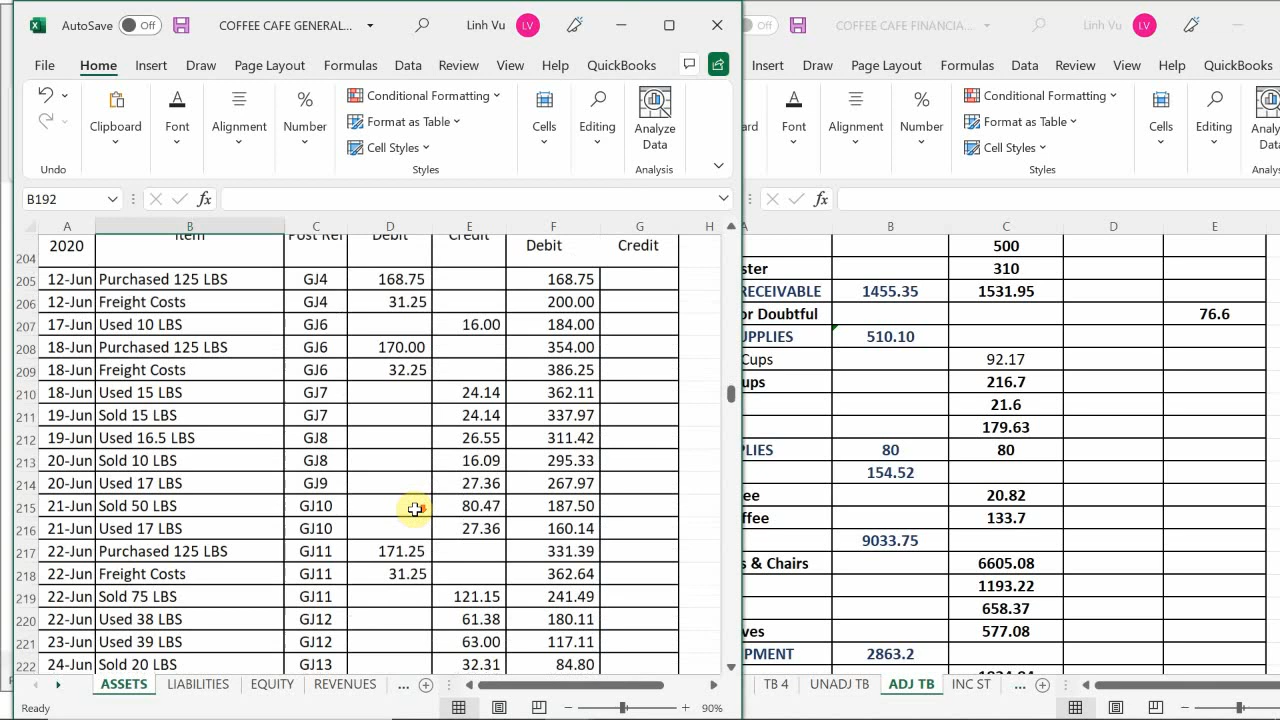 AutoSave Off COFFEE CAFE GENERAL... Linh Vu LV
File Home Insert Draw Page Layout Formulas Data Review View Help QuickBooks
Clipboard Font Alignment Number Conditional Formatting Format as Table Cell Styles Cells Editing Analyze Data
Undo Styles Analysis
B192 fx
A B C D E F G H
204 2020 Item Post Ref Debit Credit Debit Credit
205 12-Jun Purchased 125 LBS GJ4 168.75 168.75
206 12-Jun Freight Costs GJ4 31.25 200.00
207 17-Jun Used 10 LBS GJ6 16.00 184.00
208 18-Jun Purchased 125 LBS GJ6 170.00 354.00
209 18-Jun Freight Costs GJ6 32.25 386.25
210 18-Jun Used 15 LBS GJ7 24.14 362.11
211 19-Jun Sold 15 LBS GJ7 24.14 337.97
212 19-Jun Used 16.5 LBS GJ8 26.55 311.42
213 20-Jun Sold 10 LBS GJ8 16.09 295.33
214 20-Jun Used 17 LBS GJ9 27.36 267.97
215 21-Jun Sold 50 LBS GJ10 80.47 187.50
216 21-Jun Used 17 LBS GJ10 27.36 160.14
217 22-Jun Purchased 125 LBS GJ11 171.25 331.39
218 22-Jun Freight Costs GJ11 31.25 362.64
219 22-Jun Sold 75 LBS GJ11 121.15 241.49
220 22-Jun Used 38 LBS GJ12 61.38 180.11
221 23-Jun Used 39 LBS GJ12 63.00 117.11
222 24-Jun Sold 20 LBS GJ13 32.31 84.80
ASSETS LIABILITIES EQUITY REVENUES ...
Ready 90%
Off COFFEE CAFE FINANCIA... Linh Vu LV
Insert Draw Page Layout Formulas Data Review View Help QuickBooks
Font Alignment Number Conditional Formatting Format as Table Cell Styles Cells Editing
Styles
fx
A B C D E
500
ster 310
RECEIVABLE 1455.35 1531.95
or Doubtful 76.6
UPPLIES 510.10
Cups 92.17
ups 216.7
21.6
179.63
PLIES 80 80
154.52
ee 20.82
ffee 133.7
9033.75
s & Chairs 6605.08
1193.22
658.37
ves 577.08
PMENT 2863.2
TB 4 UNADJ TB ADJ TB INC ST ...